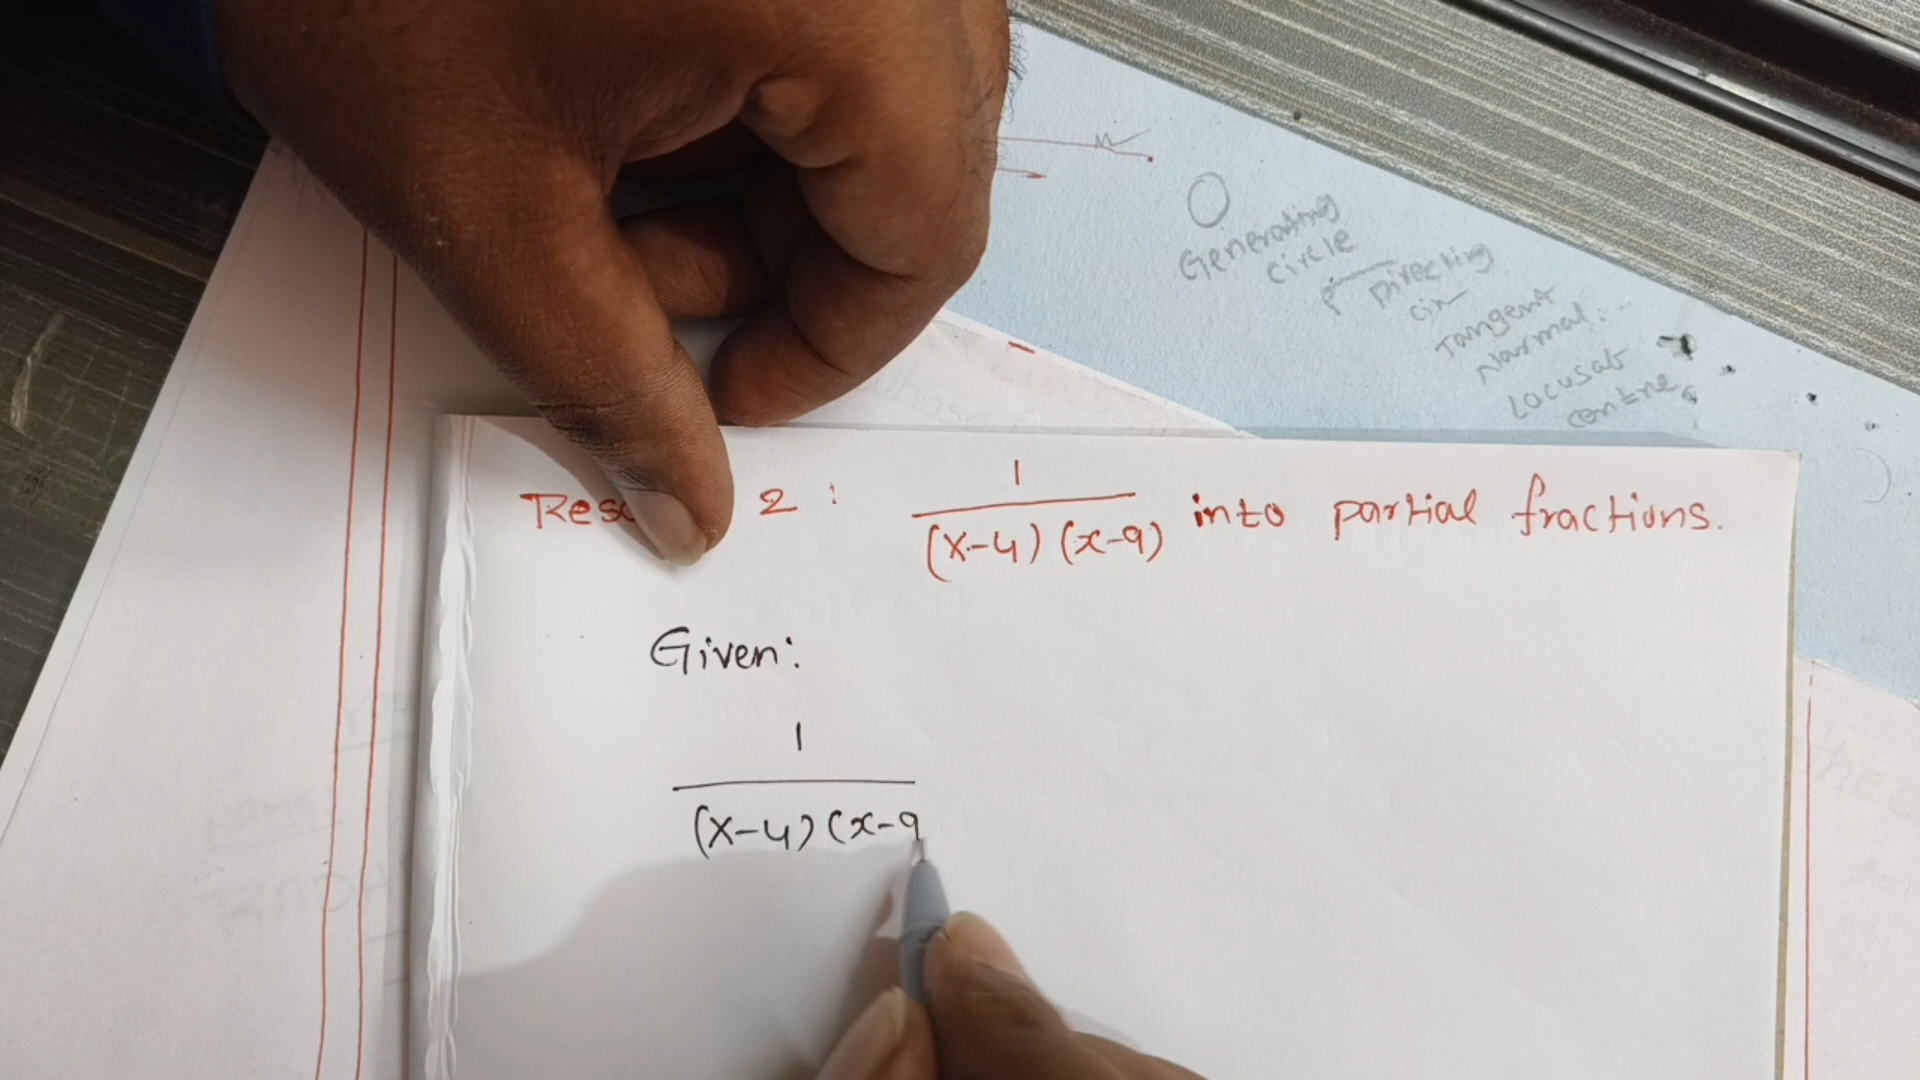 Generating
circle
Directing
cir
Tangent
Normal.
Locus of
centre
2 :
1
(x-4) (x-9)
into partial fractions.
Given:
1
(x-4) (x-9